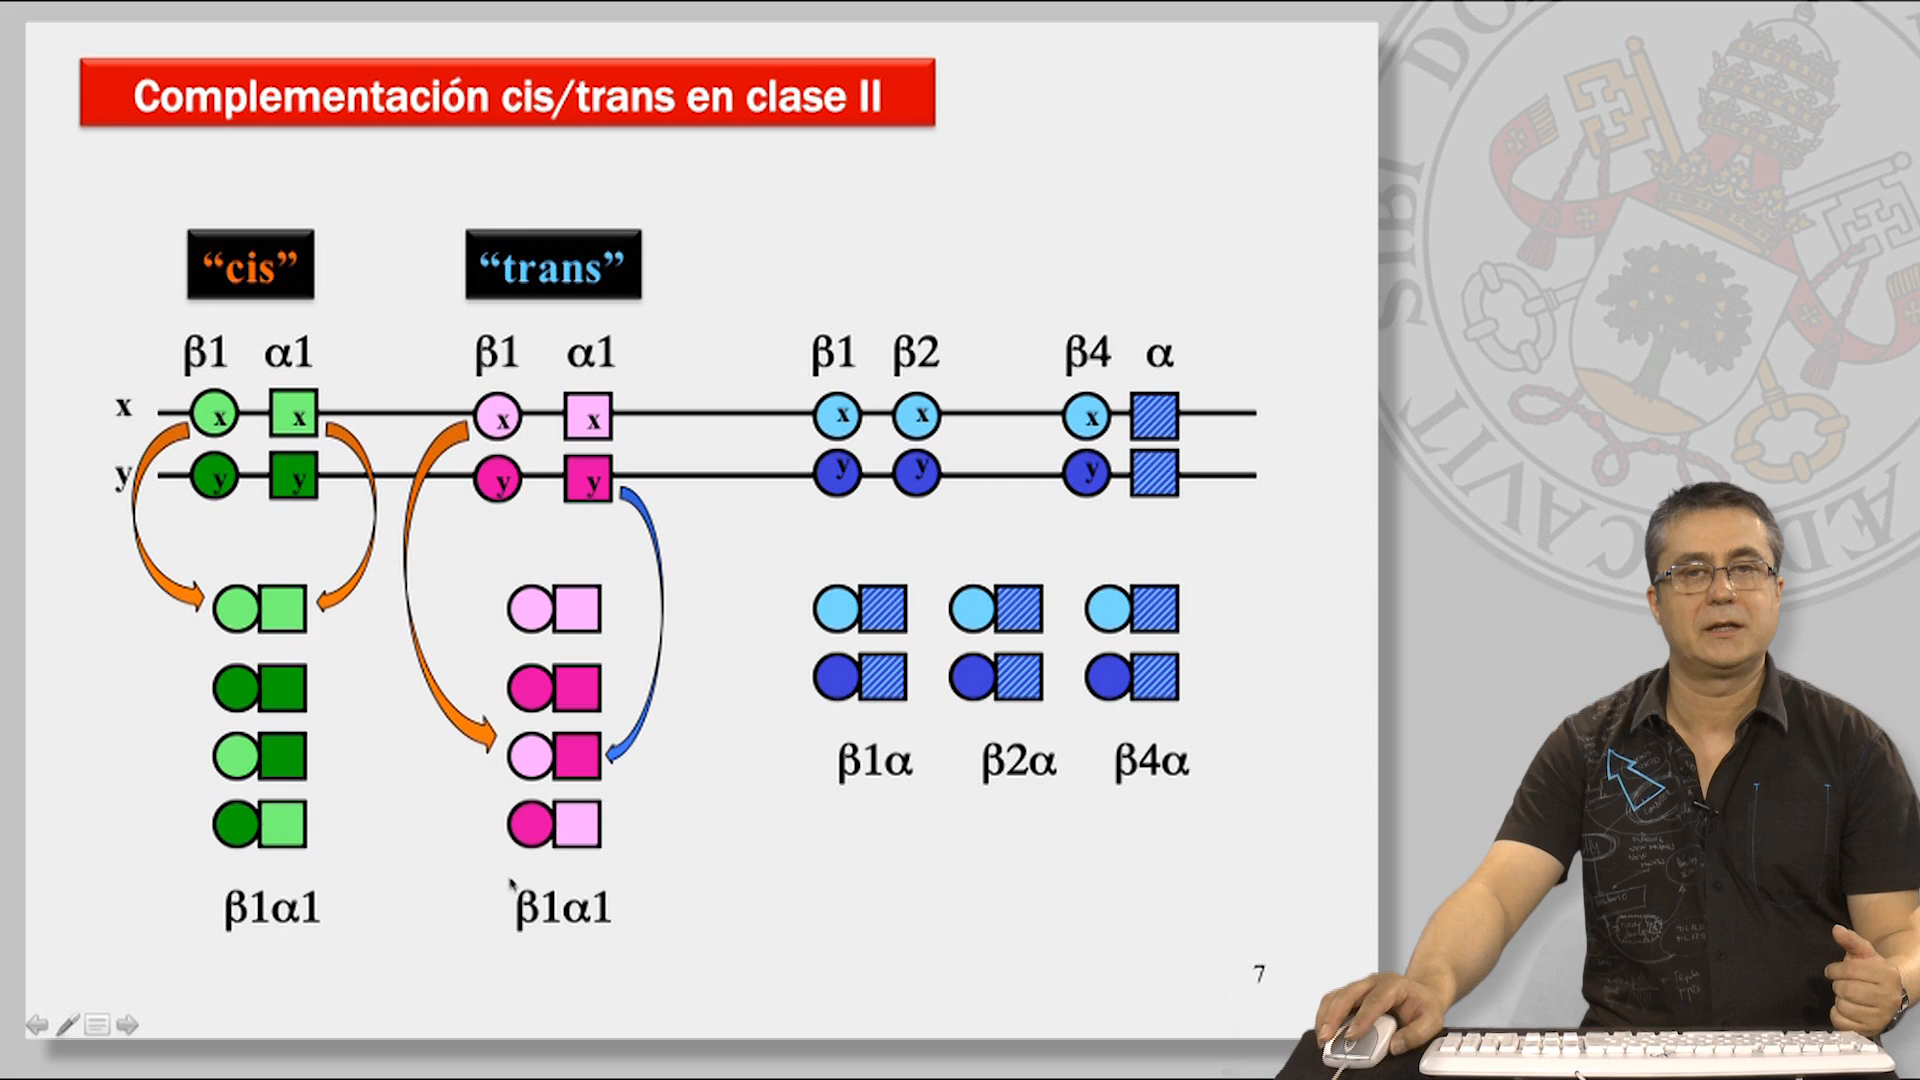 Complementación cis/trans en clase II
“cis” “trans”
β1 α1 β1 α1 β1 β2 β4 α
x x x x x x x x
y y y y y y y y
β1α β2α β4α
β1α1 β1α1
7